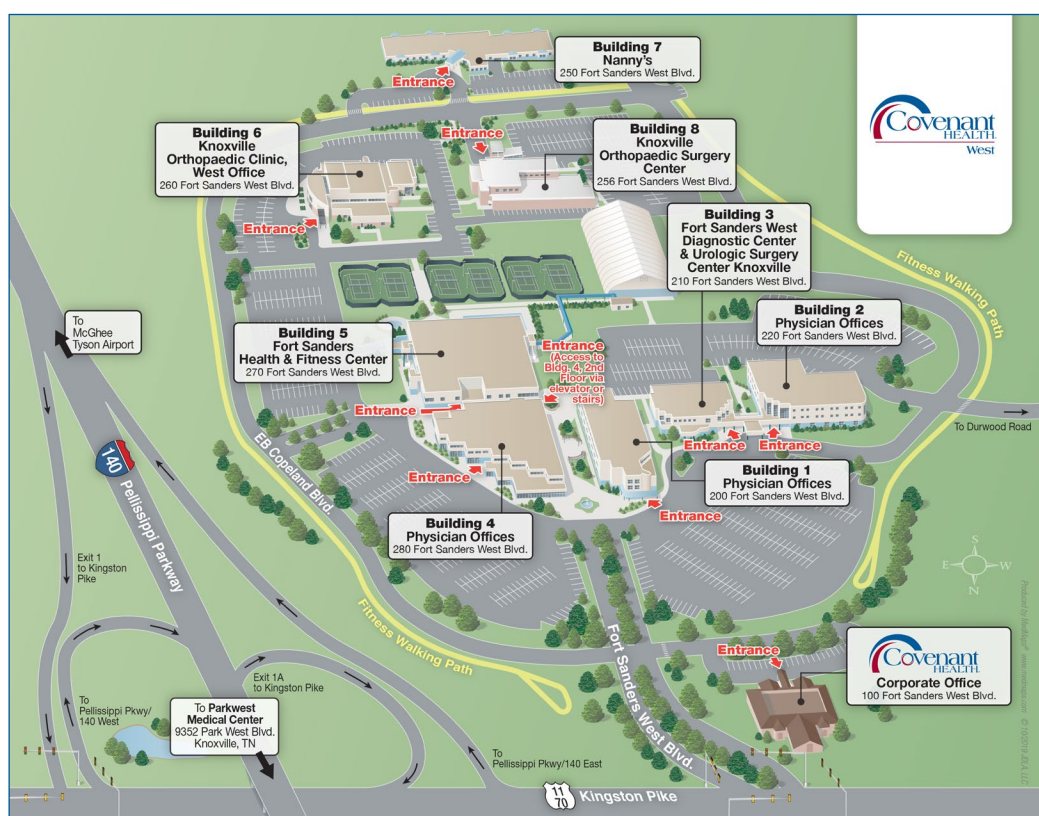 Building 7
Nanny's
250 Fort Sanders West Blvd.
Entrance
Covenant
HEALTH
West
Building 6
Knoxville
Orthopaedic Clinic,
West Office
260 Fort Sanders West Blvd.
Entrance
Building 8
Knoxville
Orthopaedic Surgery
Center
256 Fort Sanders West Blvd.
Entrance
Building 3
Fort Sanders West
Diagnostic Center
& Urologic Surgery
Center Knoxville
210 Fort Sanders West Blvd.
Fitness Walking Path
To
McGhee
Tyson Airport
Building 5
Fort Sanders
Health & Fitness Center
270 Fort Sanders West Blvd.
Entrance
(Access to
Bldg. 4, 2nd
Floor via
elevator or
stairs)
Building 2
Physician Offices
220 Fort Sanders West Blvd.
Entrance
To Durwood Road
Entrance
Entrance
EB Copeland Blvd.
140
Pellissippi Parkway
Entrance
Building 1
Physician Offices
200 Fort Sanders West Blvd.
Entrance
Building 4
Physician Offices
280 Fort Sanders West Blvd.
Exit 1
to Kingston
Pike
S
E
W
N
Fitness Walking Path
Fort Sanders West Blvd.
Entrance
Covenant
HEALTH
Corporate Office
100 Fort Sanders West Blvd.
Exit 1A
to Kingston Pike
To
Pellissippi Pkwy/
140 West
To Parkwest
Medical Center
9352 Park West Blvd.
Knoxville, TN
To
Pellissippi Pkwy/140 East
11
70
Kingston Pike